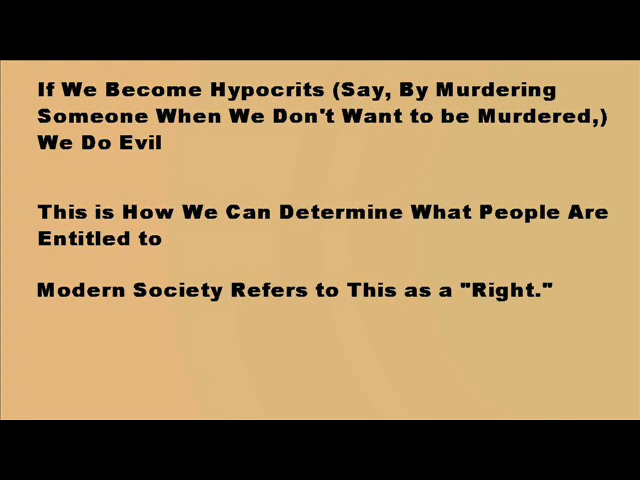 If We Become Hypocrits (Say, By Murdering
Someone When We Don't Want to be Murdered,)
We Do Evil
This is How We Can Determine What People Are
Entitled to
Modern Society Refers to This as a "Right."